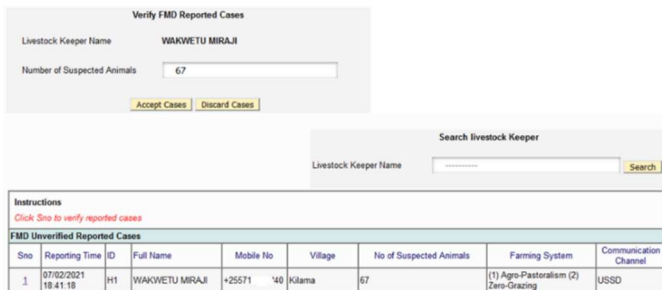 Verify FMD Reported Cases
Livestock Keeper Name WAKWETU MIRAJI
Number of Suspected Animals 67
Accept Cases Discard Cases
Search livestock Keeper
Livestock Keeper Name ---------- Search
Instructions
Click Sno to verify reported cases
FMD Unverified Reported Cases
Sno Reporting Time ID Full Name Mobile No Village No of Suspected Animals Farming System Communication Channel
1 07/02/2021 18:41:18 H1 WAKWETU MIRAJI +25571 '40 Kilama 67 (1) Agro-Pastoralism (2) Zero-Grazing USSD